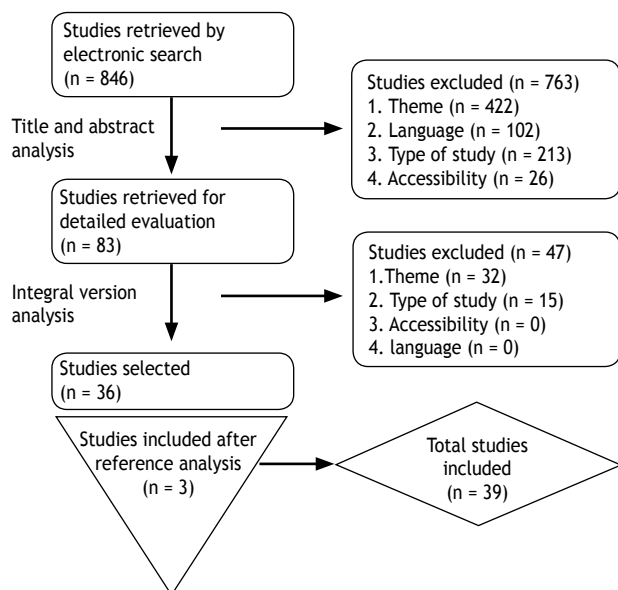 Studies retrieved by
electronic search
(n = 846)
Title and abstract
analysis
Studies excluded (n = 763)
1. Theme (n = 422)
2. Language (n = 102)
3. Type of study (n = 213)
4. Accessibility (n = 26)
Studies retrieved for
detailed evaluation
(n = 83)
Integral version
analysis
Studies excluded (n = 47)
1.Theme (n = 32)
2. Type of study (n = 15)
3. Accessibility (n = 0)
4. language (n = 0)
Studies selected
(n = 36)
Studies included after
reference analysis
(n = 3)
Total studies
included
(n = 39)